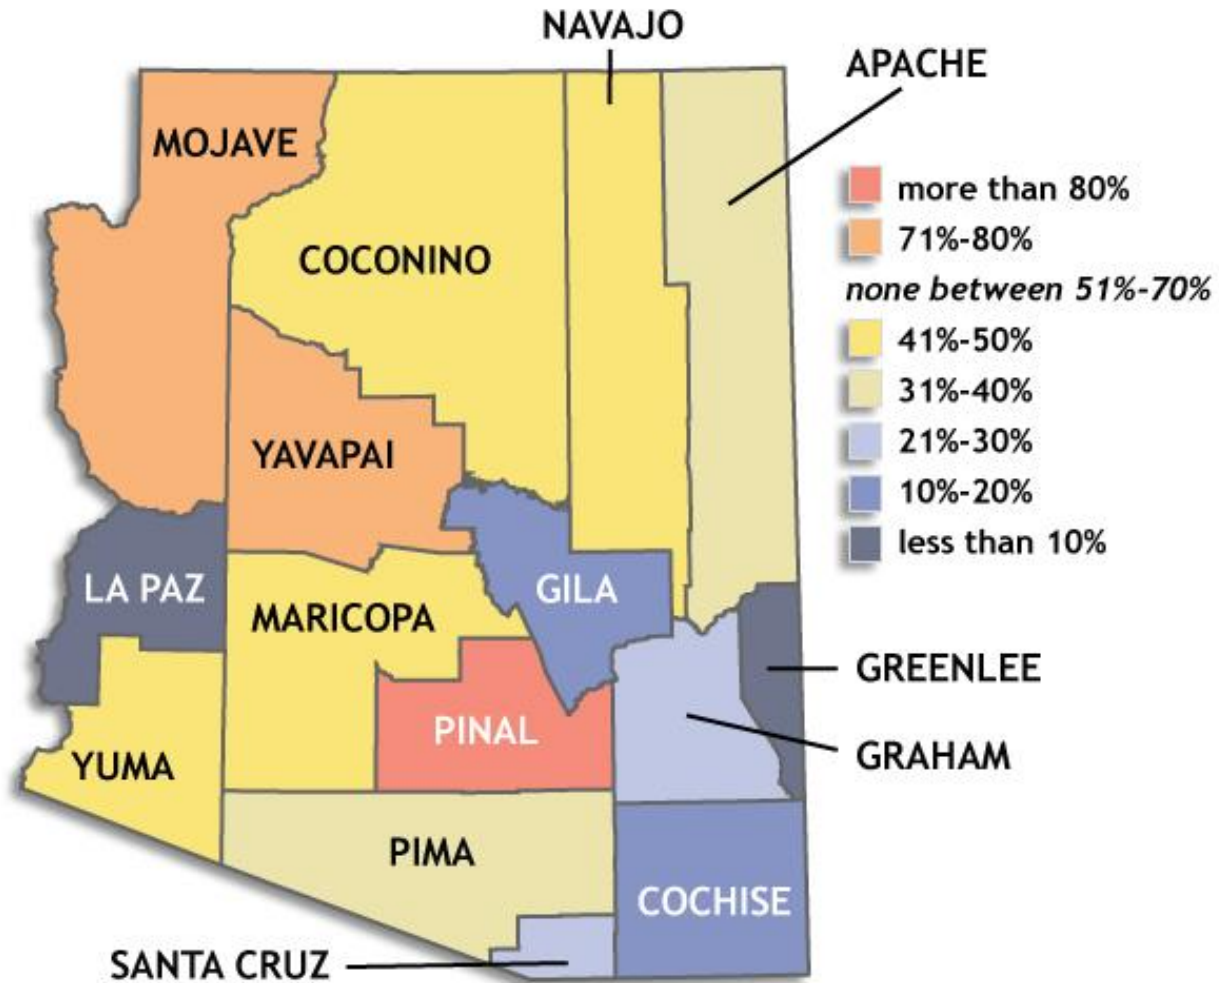 NAVAJO
APACHE
MOJAVE
more than 80%
71%-80%
COCONINO
none between 51%-70%
41%-50%
31%-40%
YAVAPAI
21%-30%
10%-20%
less than 10%
LA PAZ
GILA
MARICOPA
GREENLEE
PINAL
YUMA
GRAHAM
PIMA
COCHISE
SANTA CRUZ